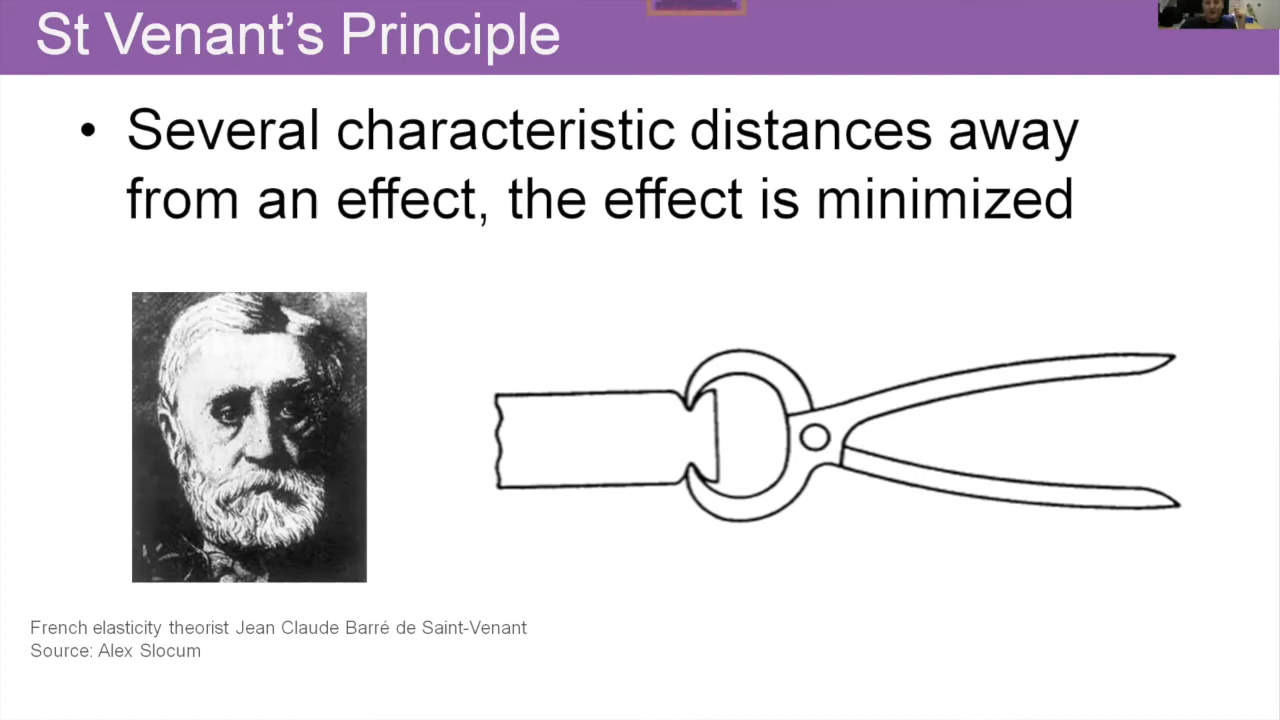 St Venant's Principle
• Several characteristic distances away
from an effect, the effect is minimized
French elasticity theorist Jean Claude Barré de Saint-Venant
Source: Alex Slocum